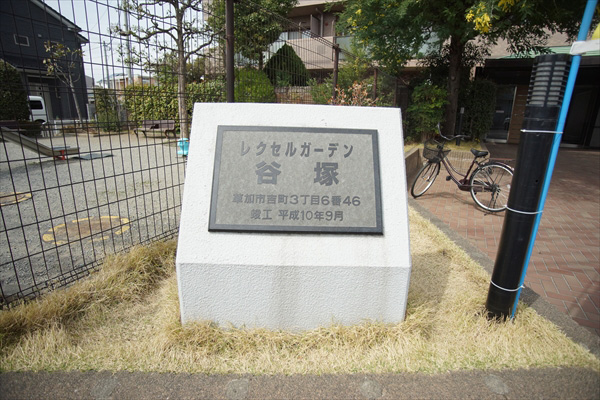 レクセルガーデン
谷塚
草加市吉町3丁目6番46
竣工 平成10年9月